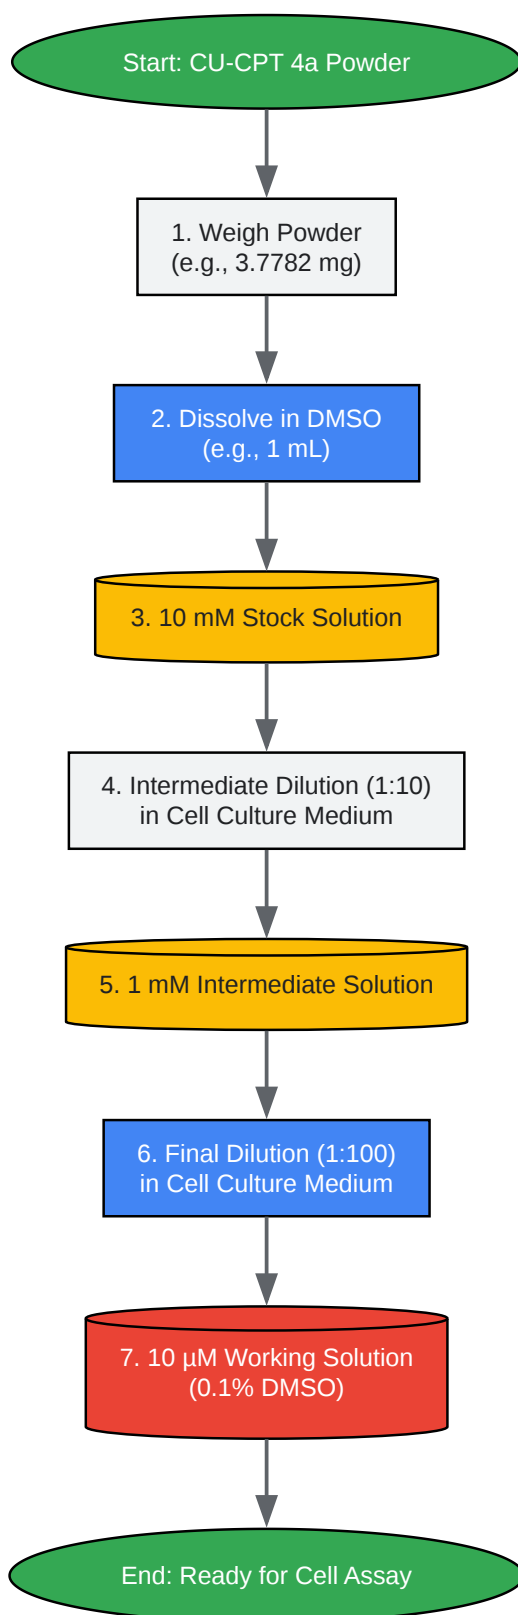 Start: CU-CPT 4a Powder
1. Weigh Powder
(e.g., 3.7782 mg)
2. Dissolve in DMSO
(e.g., 1 mL)
3. 10 mM Stock Solution
4. Intermediate Dilution (1:10)
in Cell Culture Medium
5. 1 mM Intermediate Solution
6. Final Dilution (1:100)
in Cell Culture Medium
7. 10 µM Working Solution
(0.1% DMSO)
End: Ready for Cell Assay